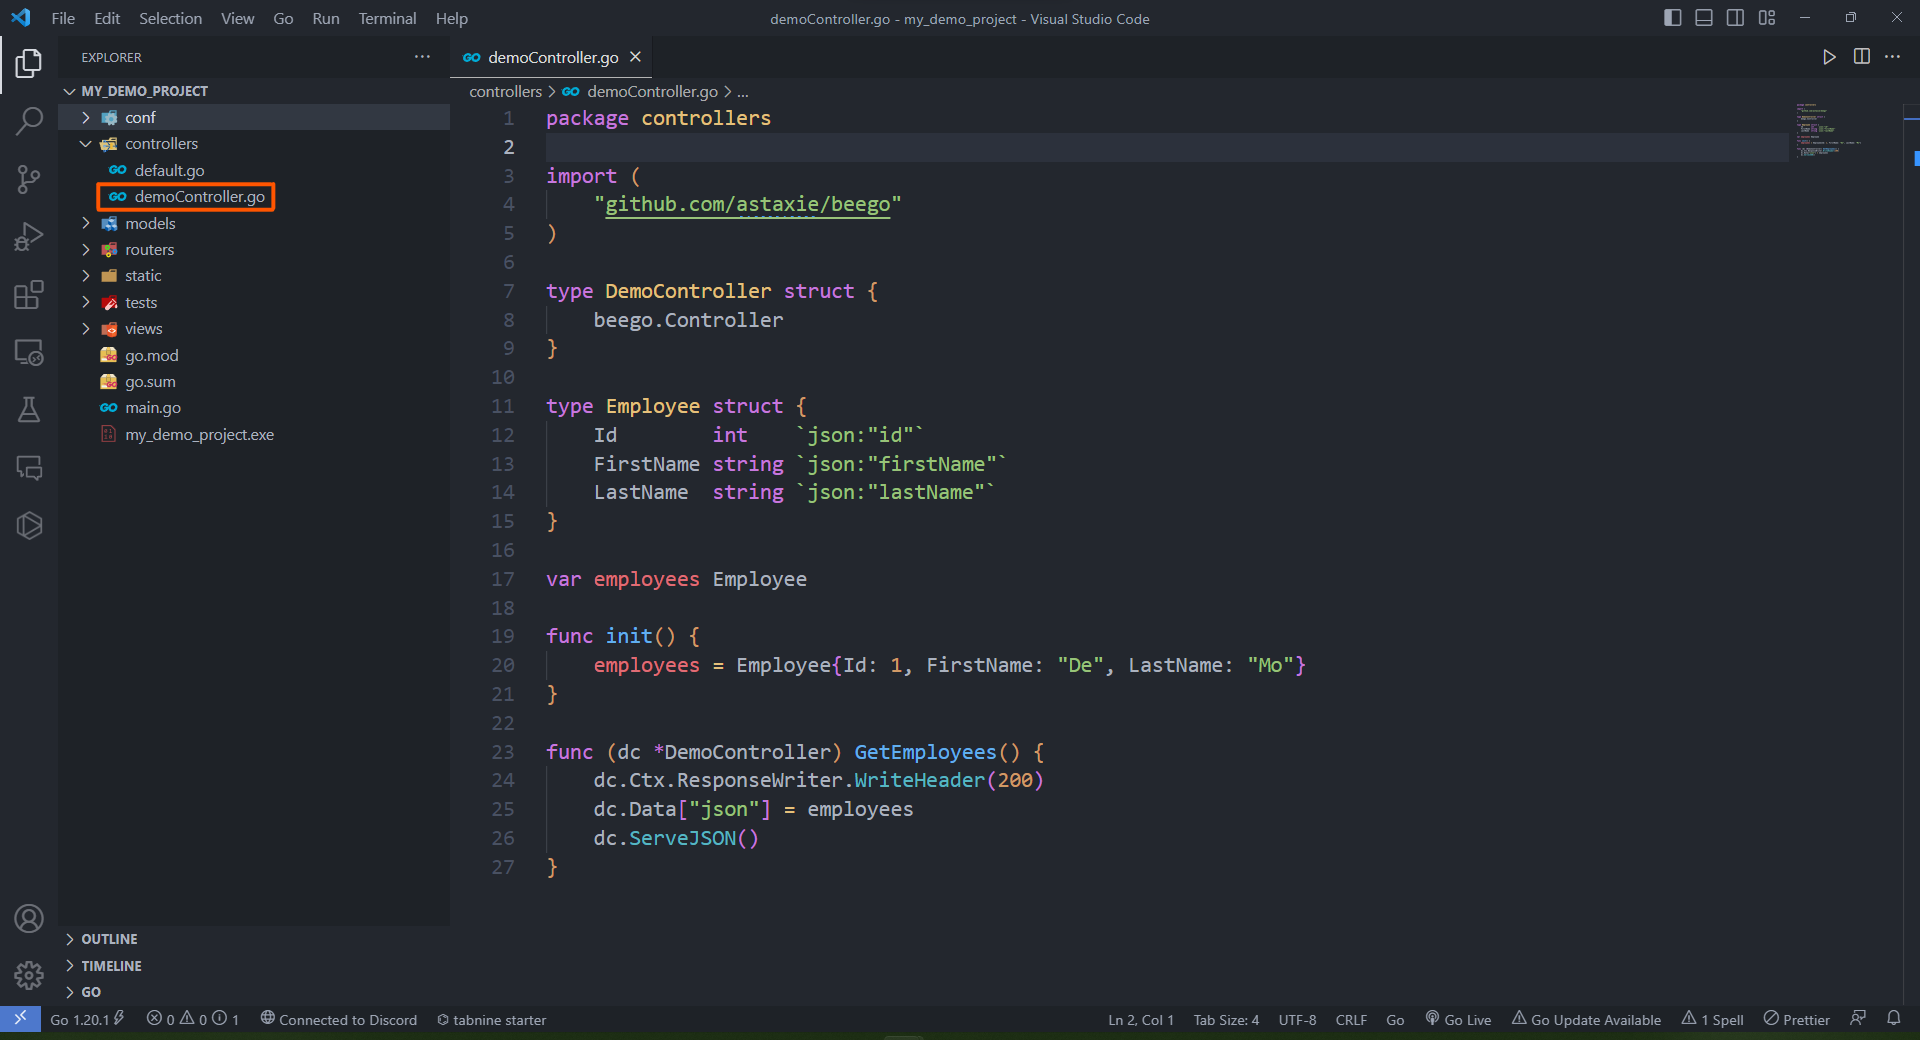 File Edit Selection View Go Run Terminal Help
demoController.go - my_demo_project - Visual Studio Code
EXPLORER
MY_DEMO_PROJECT
conf
controllers
GO default.go
GO demoController.go
models
routers
static
tests
views
go.mod
go.sum
GO main.go
my_demo_project.exe
OUTLINE
TIMELINE
GO
GO demoController.go
controllers > GO demoController.go > ...
1 package controllers
2
3 import (
4 "github.com/astaxie/beego"
5 )
6
7 type DemoController struct {
8 beego.Controller
9 }
10
11 type Employee struct {
12 Id int `json:"id"`
13 FirstName string `json:"firstName"`
14 LastName string `json:"lastName"`
15 }
16
17 var employees Employee
18
19 func init() {
20 employees = Employee{Id: 1, FirstName: "De", LastName: "Mo"}
21 }
22
23 func (dc *DemoController) GetEmployees() {
24 dc.Ctx.ResponseWriter.WriteHeader(200)
25 dc.Data["json"] = employees
26 dc.ServeJSON()
27 }
Go 1.20.1 0 0 1 Connected to Discord tabnine starter Ln 2, Col 1 Tab Size: 4 UTF-8 CRLF Go Go Live Go Update Available 1 Spell Prettier